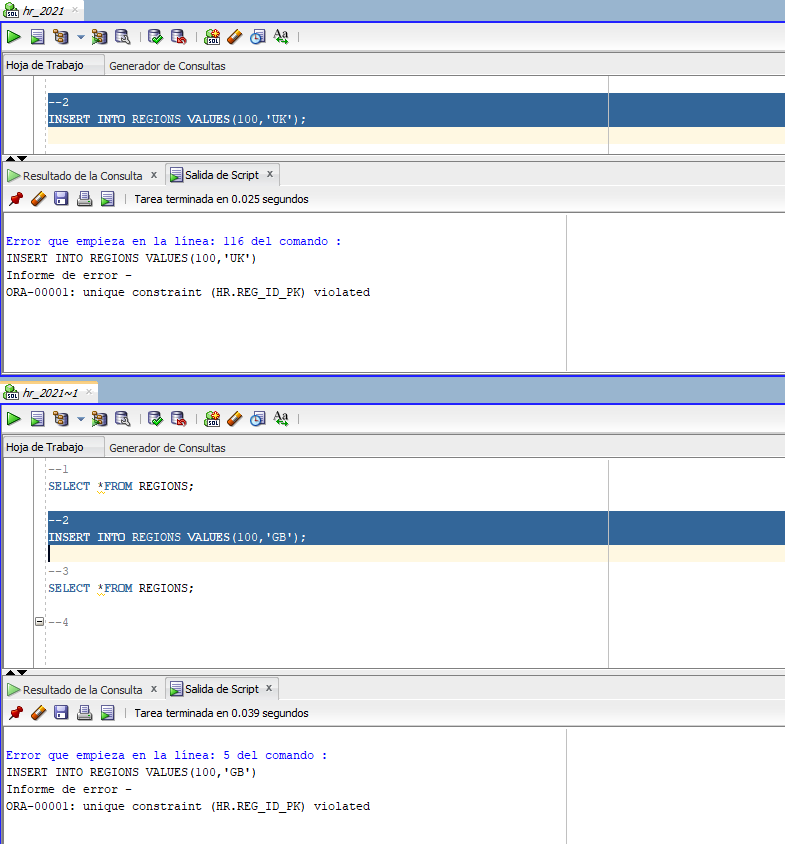 hr_2021
Hoja de Trabajo Generador de Consultas
--2
INSERT INTO REGIONS VALUES(100,'UK');
Resultado de la Consulta x Salida de Script x
Tarea terminada en 0.025 segundos
Error que empieza en la línea: 116 del comando :
INSERT INTO REGIONS VALUES(100,'UK')
Informe de error -
ORA-00001: unique constraint (HR.REG_ID_PK) violated
hr_2021~1
Hoja de Trabajo Generador de Consultas
--1
SELECT *FROM REGIONS;
--2
INSERT INTO REGIONS VALUES(100,'GB');
--3
SELECT *FROM REGIONS;
--4
Resultado de la Consulta x Salida de Script x
Tarea terminada en 0.039 segundos
Error que empieza en la línea: 5 del comando :
INSERT INTO REGIONS VALUES(100,'GB')
Informe de error -
ORA-00001: unique constraint (HR.REG_ID_PK) violated